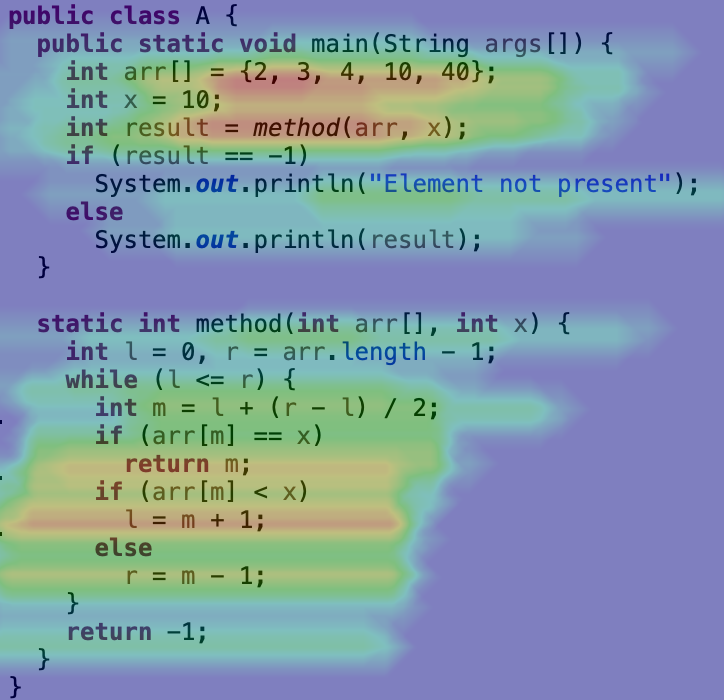 public class A {
  public static void main(String args[]) {
    int arr[] = {2, 3, 4, 10, 40};
    int x = 10;
    int result = method(arr, x);
    if (result == -1)
      System.out.println("Element not present");
    else
      System.out.println(result);
  }

  static int method(int arr[], int x) {
    int l = 0, r = arr.length - 1;
    while (l <= r) {
      int m = l + (r - l) / 2;
      if (arr[m] == x)
        return m;
      if (arr[m] < x)
        l = m + 1;
      else
        r = m - 1;
    }
    return -1;
  }
}